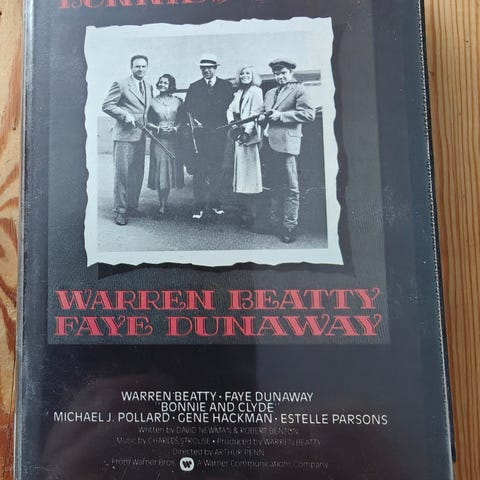 WARREN BEATTY
FAYE DUNAWAY
WARREN BEATTY · FAYE DUNAWAY
"BONNIE AND CLYDE"
MICHAEL J. POLLARD · GENE HACKMAN · ESTELLE PARSONS
Written by DAVID NEWMAN & ROBERT BENTON
Music by CHARLES STROUSE · Produced by WARREN BEATTY
Directed by ARTHUR PENN
From Warner Bros. A Warner Communications Company